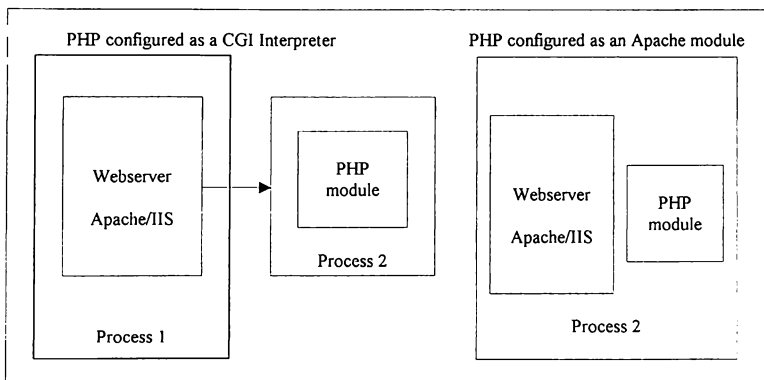 PHP configured as a CGI Interpreter
Webserver
Apache/IIS
Process 1
PHP
module
Process 2
PHP configured as an Apache module
Webserver
Apache/IIS
PHP
module
Process 2